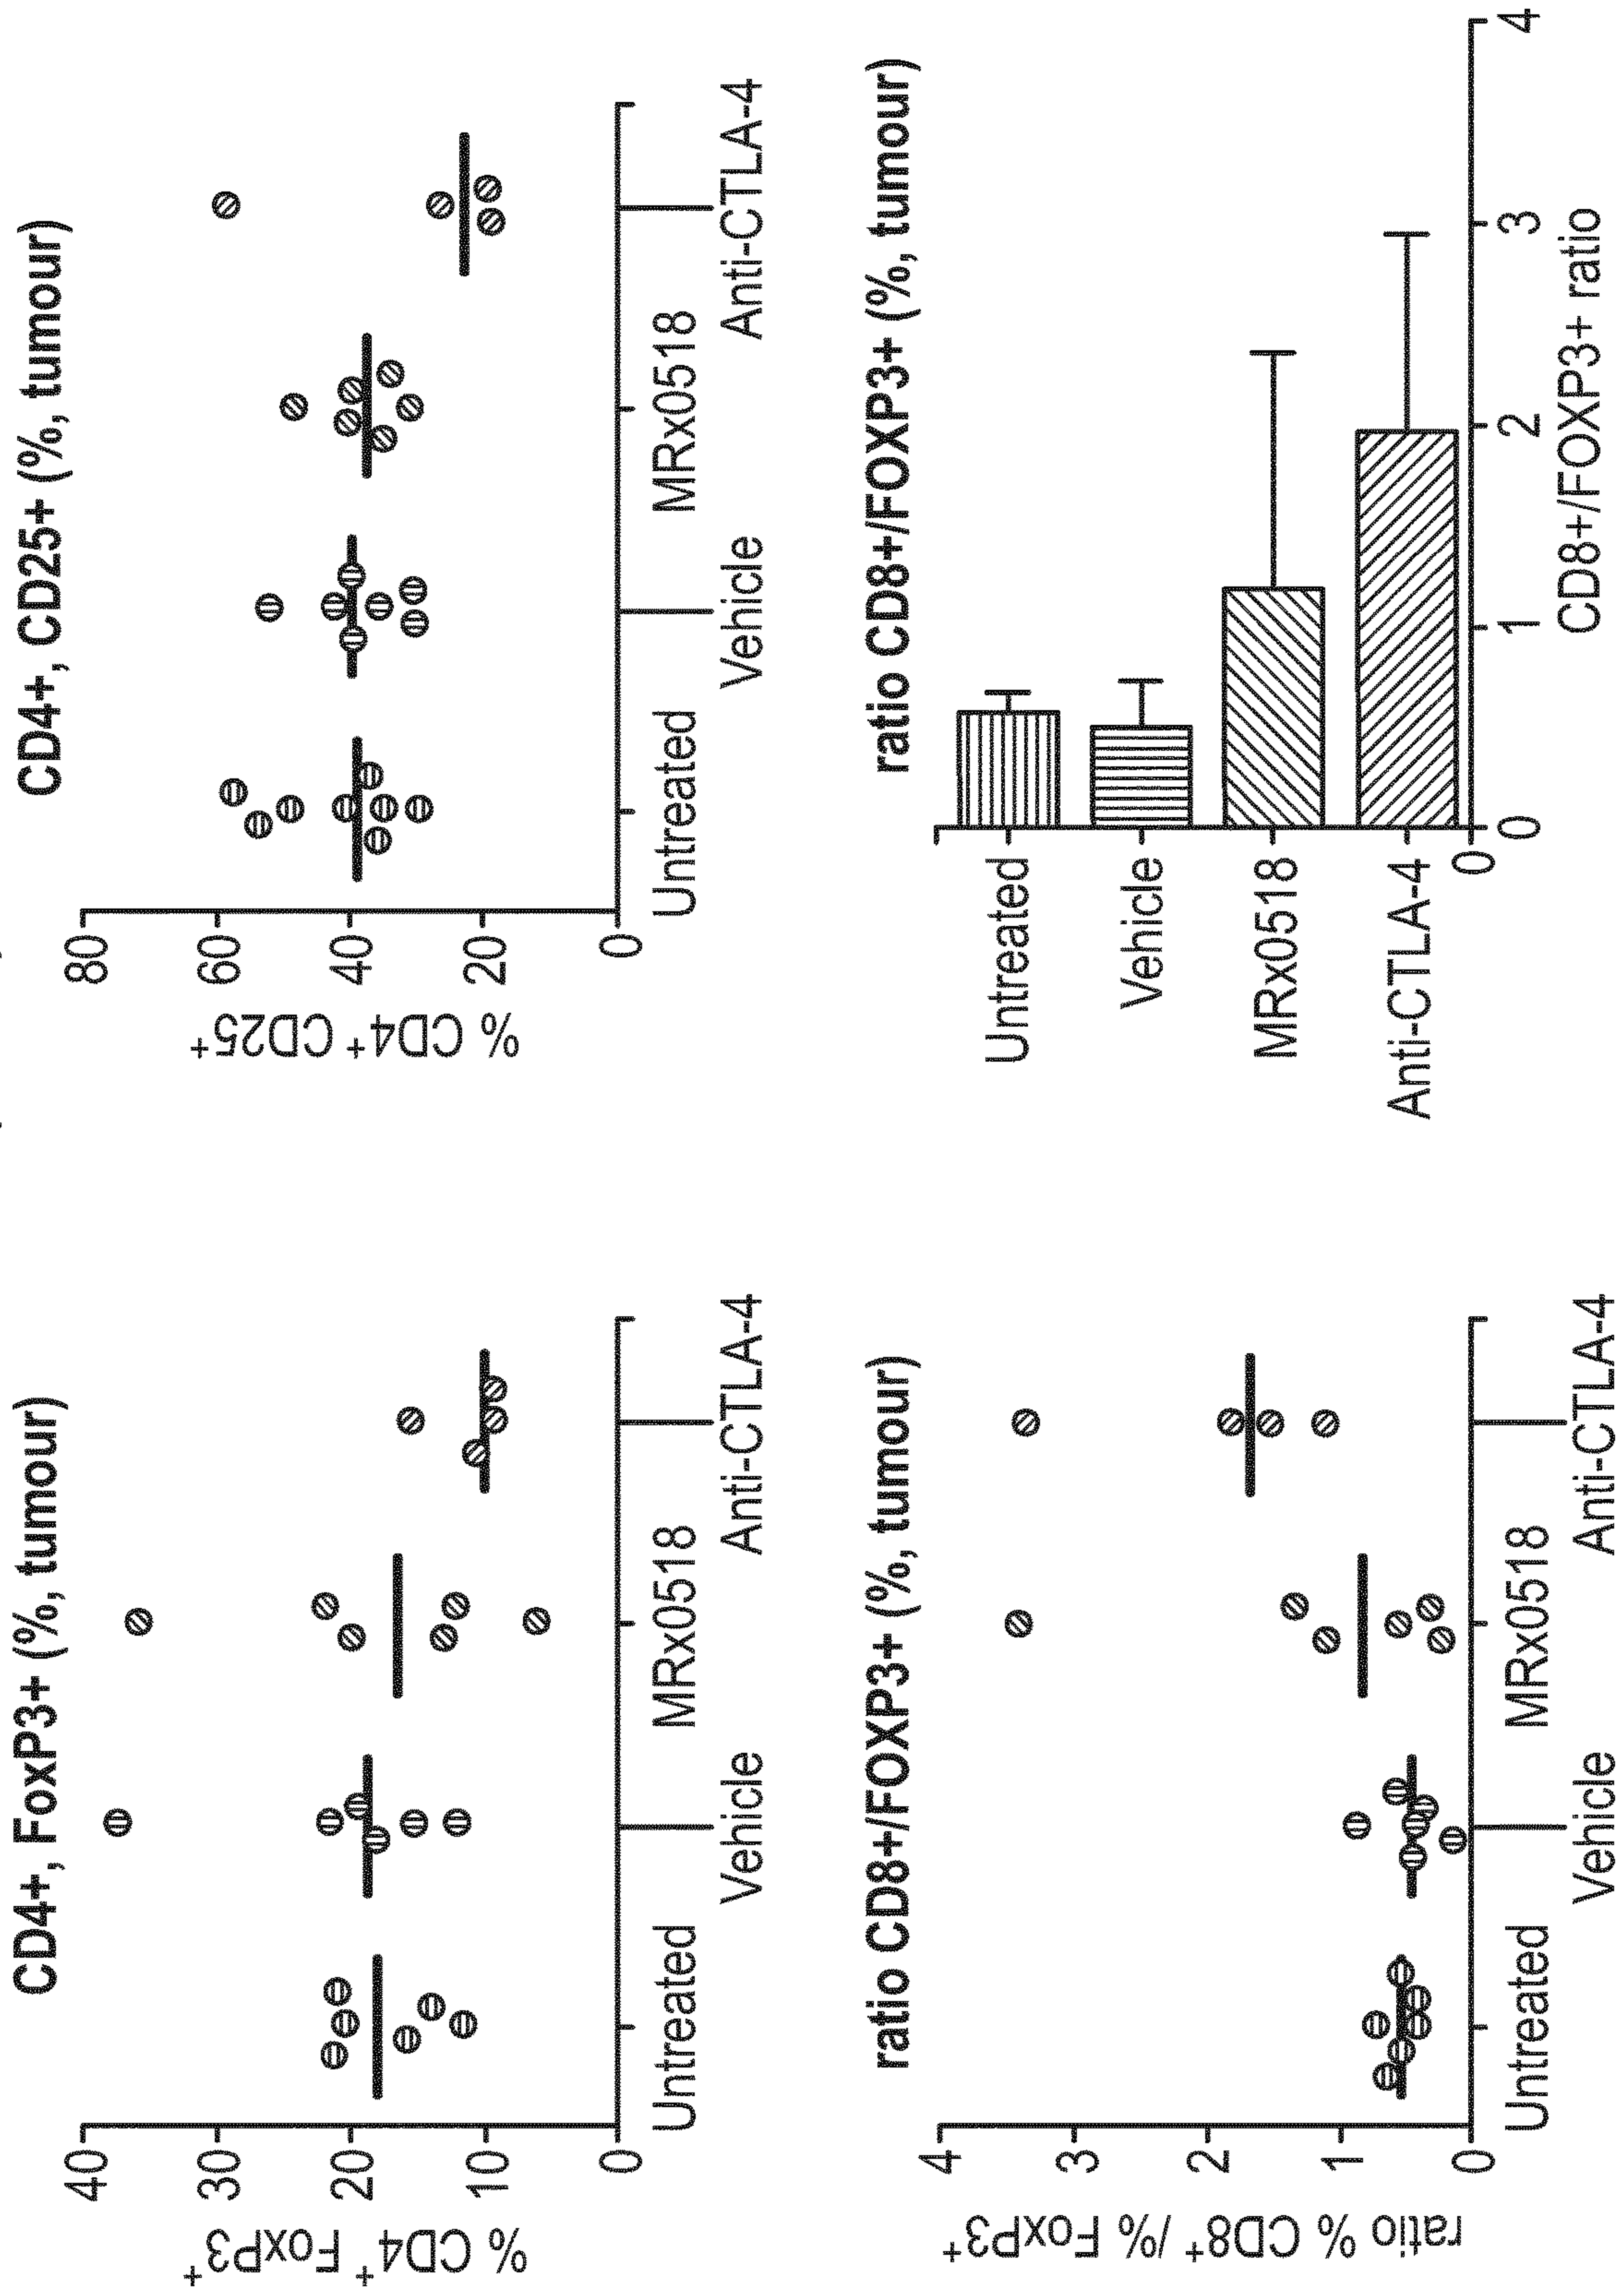 CD4+, FoxP3+ (%, tumour)
% CD4⁺ FoxP3⁺
40
30
20
10
0
Untreated
Vehicle
MRx0518
Anti-CTLA-4
CD4+, CD25+ (%, tumour)
% CD4⁺ CD25⁺
80
60
40
20
0
Untreated
Vehicle
MRx0518
Anti-CTLA-4
ratio CD8+/FOXP3+ (%, tumour)
ratio % CD8⁺/% FoxP3⁺
4
3
2
1
0
Untreated
Vehicle
MRx0518
Anti-CTLA-4
ratio CD8+/FOXP3+ (%, tumour)
Untreated
Vehicle
MRx0518
Anti-CTLA-4
0
0 1 2 3 4
CD8+/FOXP3+ ratio